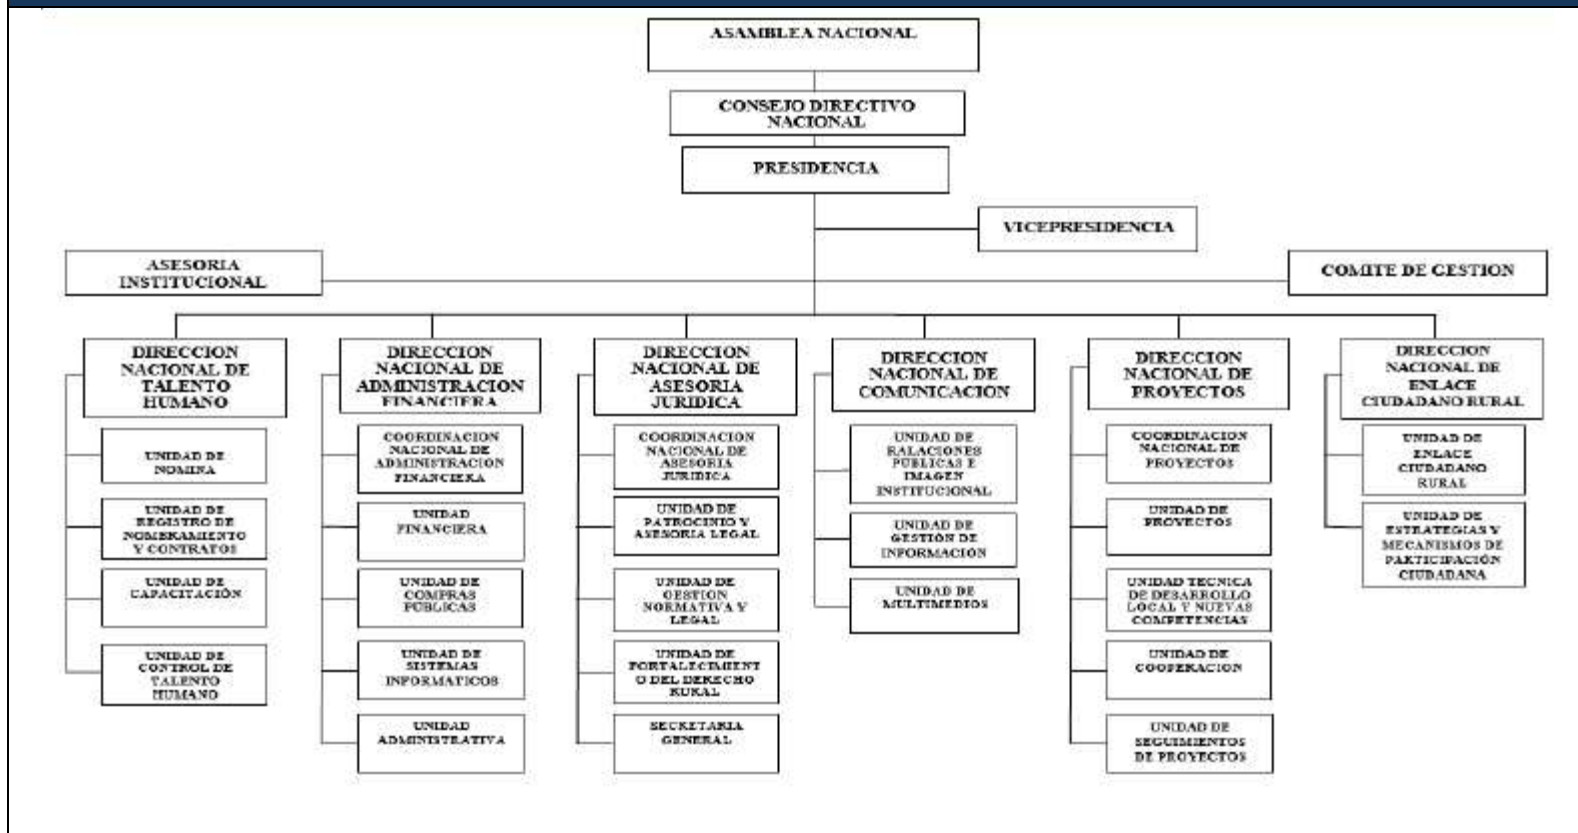 ASAMBLEA NACIONAL
CONSEJO DIRECTIVO
NACIONAL
PRESIDENCIA
VICEPRESIDENCIA
ASESORIA
INSTITUCIONAL
COMITE DE GESTION
DIRECCION
NACIONAL DE
TALENTO
HUMANO
UNIDAD DE
NOMINA
UNIDAD DE
REGISTRO DE
NOMBRAMIENTO
Y CONTRATOS
UNIDAD DE
CAPACITACIÓN
UNIDAD DE
CONTROL DE
TALENTO
HUMANO
DIRECCION
NACIONAL DE
ADMINISTRACION
FINANCIERA
COORDINACION
NACIONAL DE
ADMINISTRACION
FINANCIERA
UNIDAD
FINANCIERA
UNIDAD DE
COMPRAS
PUBLICAS
UNIDAD DE
SISTEMAS
INFORMATICOS
UNIDAD
ADMINISTRATIVA
DIRECCION
NACIONAL DE
ASESORIA
JURIDICA
COORDINACION
NACIONAL DE
ASESORIA
JURIDICA
UNIDAD DE
PATROCINIO Y
ASESORIA LEGAL
UNIDAD DE
GESTION
NORMATIVA Y
LEGAL
UNIDAD DE
FORTALECIMIENT
O DEL DERECHO
RURAL
SECRETARIA
GENERAL
DIRECCION
NACIONAL DE
COMUNICACION
UNIDAD DE
RALACIONES
PUBLICAS E
IMAGEN
INSTITUCIONAL
UNIDAD DE
GESTIÓN DE
INFORMACIÓN
UNIDAD DE
MULTIMEDIOS
DIRECCION
NACIONAL DE
PROYECTOS
COORDINACION
NACIONAL DE
PROYECTOS
UNIDAD DE
PROYECTOS
UNIDAD TECNICA
DE DESARROLLO
LOCAL Y NUEVAS
COMPETENCIAS
UNIDAD DE
COOPERACION
UNIDAD DE
SEGUIMIENTOS
DE PROYECTOS
DIRECCION
NACIONAL DE
ENLACE
CIUDADANO RURAL
UNIDAD DE
ENLACE
CIUDADANO
RURAL
UNIDAD DE
ESTRATEGIAS Y
MECANISMOS DE
PARTICIPACIÓN
CIUDADANA